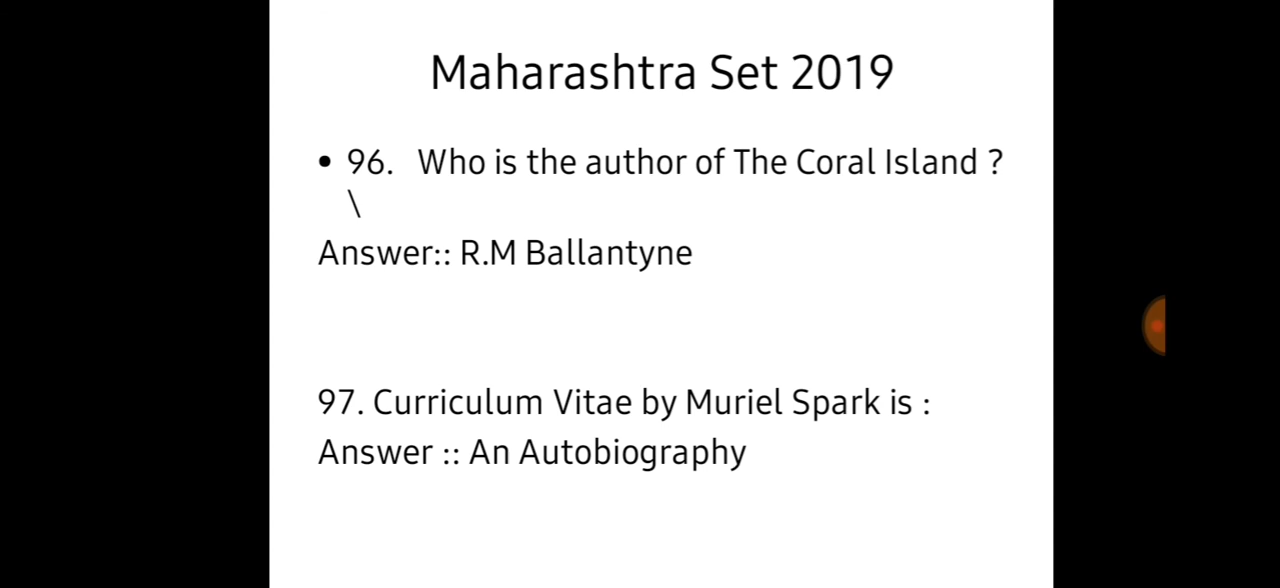 Maharashtra Set 2019
• 96. Who is the author of The Coral Island ?
\
Answer:: R.M Ballantyne
97. Curriculum Vitae by Muriel Spark is :
Answer :: An Autobiography